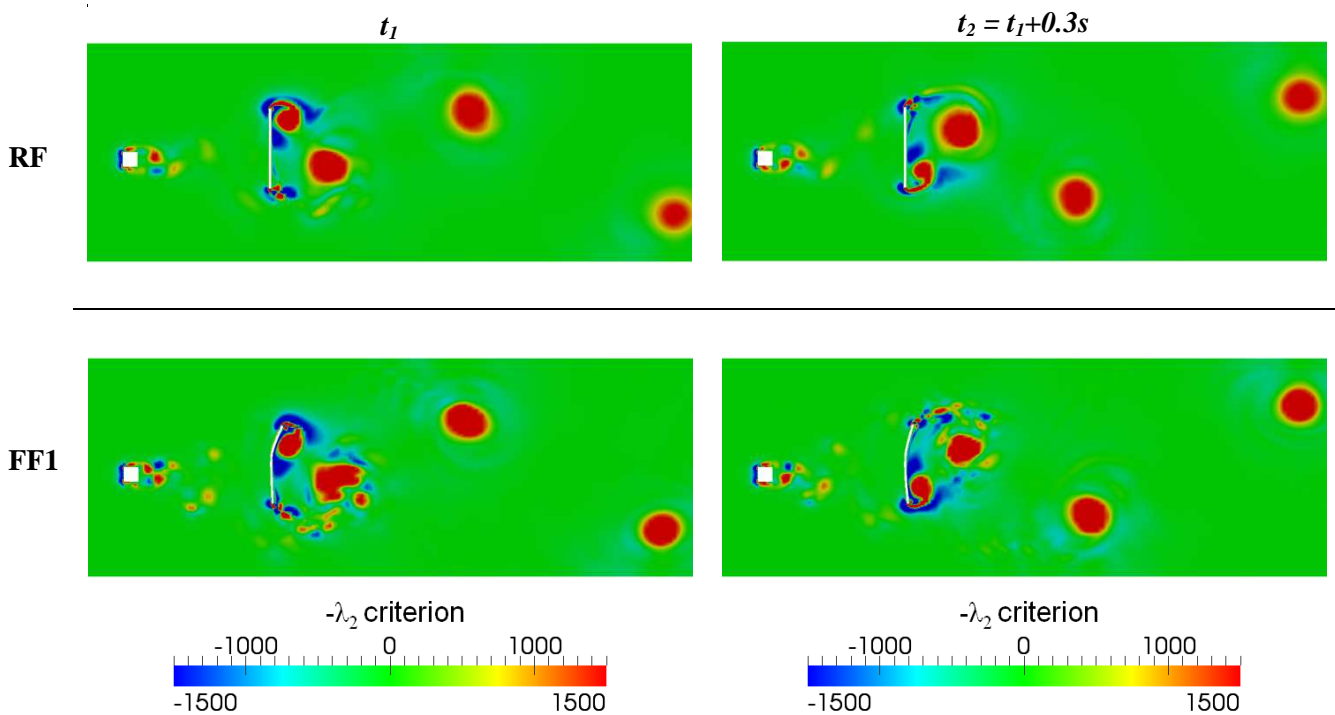 t₁ t₂ = t₁+0.3s
RF
FF1
-λ₂ criterion -λ₂ criterion
-1000 0 1000 -1000 0 1000
-1500 1500 -1500 1500